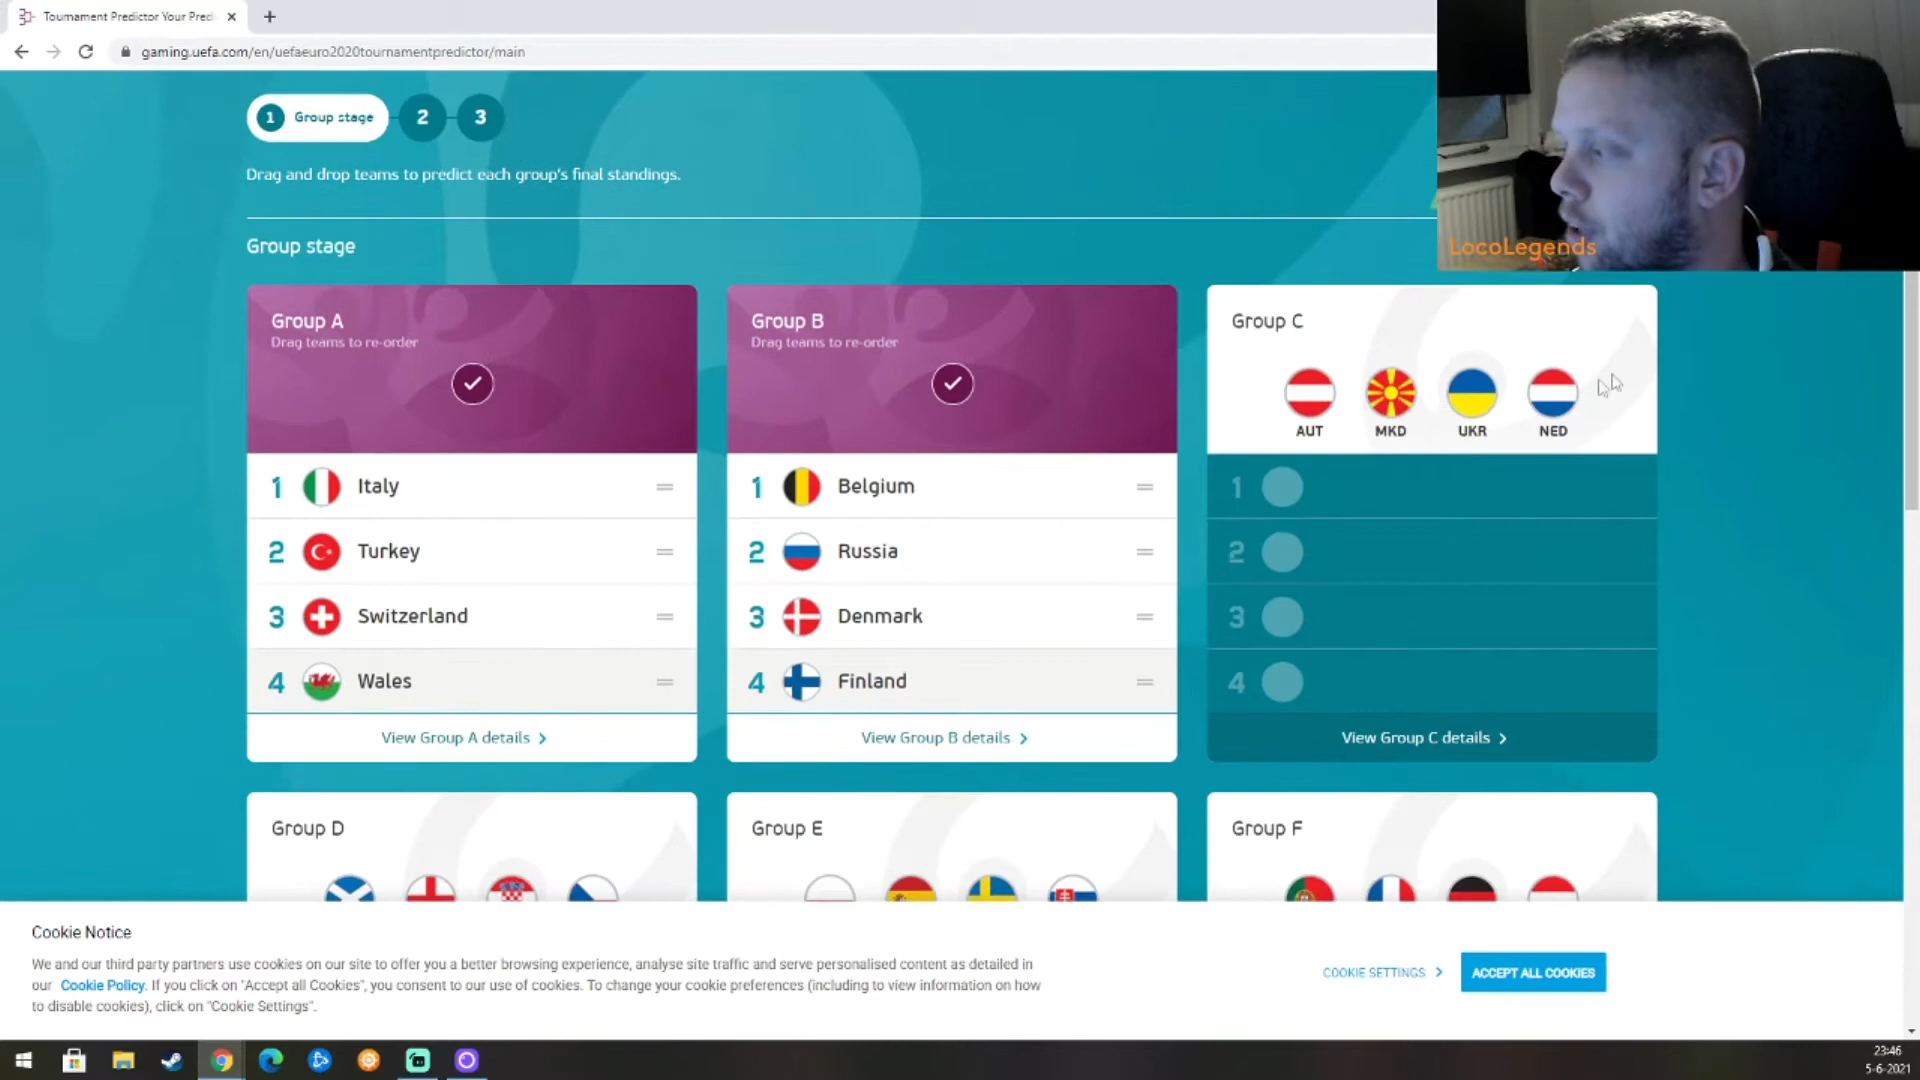 Tournament Predictor Your Pred
gaming.uefa.com/en/uefaeuro2020tournamentpredictor/main
1 Group stage 2 3
Drag and drop teams to predict each group's final standings.
LocoLegends
Group stage
Group A
Drag teams to re-order
1 Italy
2 Turkey
3 Switzerland
4 Wales
View Group A details
Group B
Drag teams to re-order
1 Belgium
2 Russia
3 Denmark
4 Finland
View Group B details
Group C
AUT MKD UKR NED
1
2
3
4
View Group C details
Group D
Group E
Group F
Cookie Notice
We and our third party partners use cookies on our site to offer you a better browsing experience, analyse site traffic and serve personalised content as detailed in
our Cookie Policy. If you click on "Accept all Cookies", you consent to our use of cookies. To change your cookie preferences (including to view information on how
to disable cookies), click on "Cookie Settings".
COOKIE SETTINGS
ACCEPT ALL COOKIES
23:46
5-6-2021